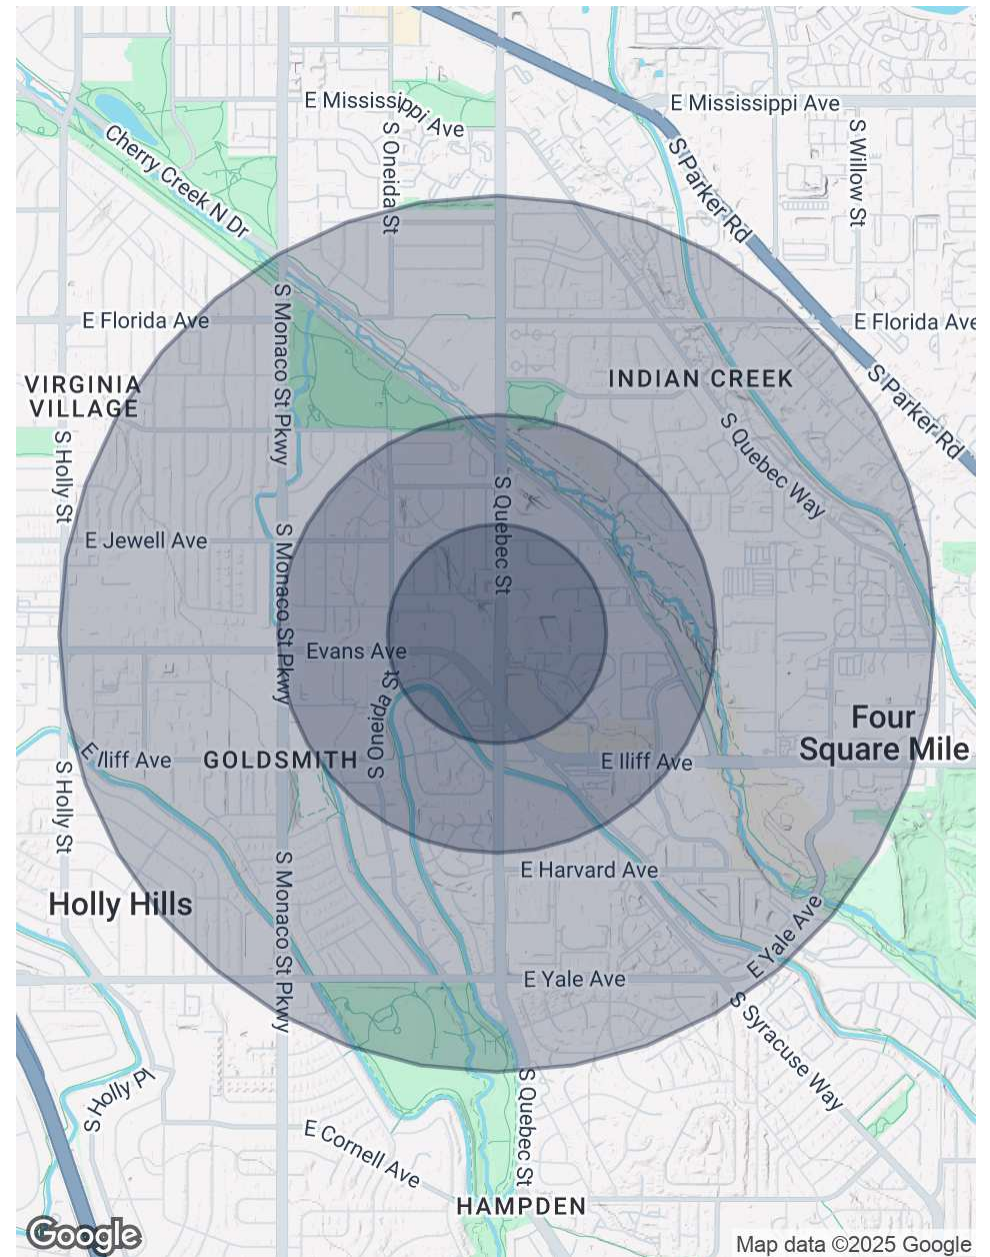 E Mississippi Ave
E Mississippi Ave
S Oneida St
S Willow St
Cherry Creek N Dr
S Parker Rd
E Florida Ave
E Florida Ave
S Monaco St Pkwy
VIRGINIA
VILLAGE
INDIAN CREEK
S Parker Rd
S Holly St
S Quebec Way
S Quebec St
E Jewell Ave
S Monaco St Pkwy
Evans Ave
S Oneida St
Four
Square Mile
E Iliff Ave
GOLDSMITH
E Iliff Ave
S Holly St
E Harvard Ave
S Monaco St Pkwy
Holly Hills
E Yale Ave
E Yale Ave
S Syracuse Way
S Holly Pl
S Quebec St
E Cornell Ave
HAMPDEN
Google
Map data ©2025 Google